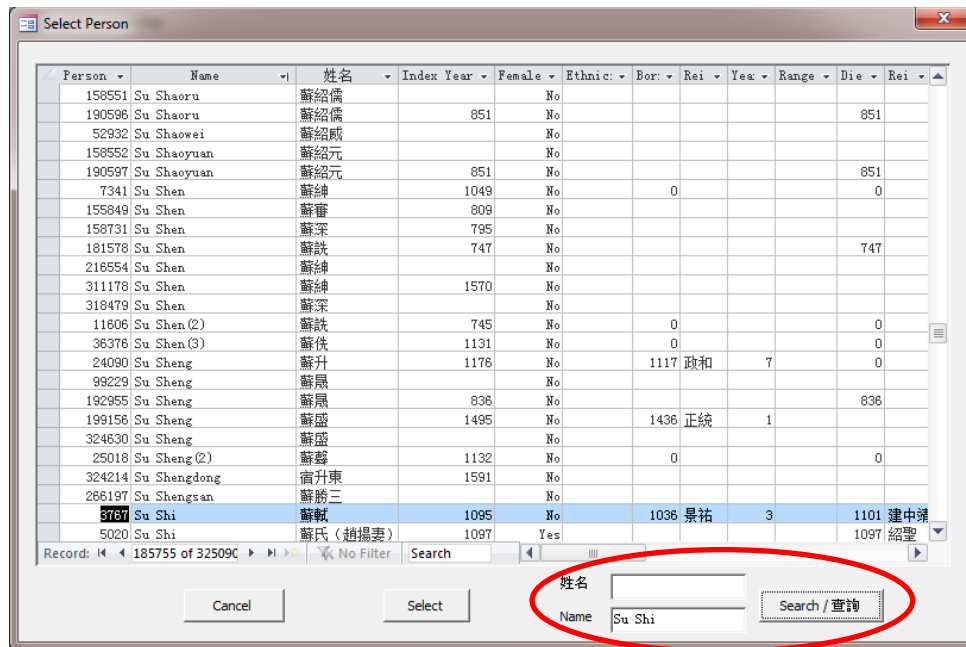 Select Person
Person Name 姓名 Index Year Female Ethnic: Bor: Rei Yea: Range Die Rei
158551 Su Shaoru 蘇紹儒 No
190596 Su Shaoru 蘇紹儒 851 No 851
52932 Su Shaowei 蘇紹威 No
158552 Su Shaoyuan 蘇紹元 No
190597 Su Shaoyuan 蘇紹元 851 No 851
7341 Su Shen 蘇紳 1049 No 0 0
155849 Su Shen 蘇審 809 No
158731 Su Shen 蘇深 795 No
181578 Su Shen 蘇詵 747 No 747
216554 Su Shen 蘇紳 No
311178 Su Shen 蘇紳 1570 No
318479 Su Shen 蘇深 No
11606 Su Shen(2) 蘇詵 745 No 0 0
36376 Su Shen(3) 蘇侁 1131 No 0 0
24090 Su Sheng 蘇升 1176 No 1117 政和 7 0
99229 Su Sheng 蘇晟 No
192955 Su Sheng 蘇晟 836 No 836
199156 Su Sheng 蘇盛 1495 No 1436 正統 1
324630 Su Sheng 蘇盛 No
25018 Su Sheng(2) 蘇聲 1132 No 0 0
324214 Su Shengdong 宿升東 1591 No
266197 Su Shengsan 蘇勝三 No
3767 Su Shi 蘇軾 1095 No 1036 景祐 3 1101 建中靖
5020 Su Shi 蘇氏（趙揚妻） 1097 Yes 1097 紹聖
Record: 185755 of 325090 No Filter Search
姓名
Cancel Select Name Su Shi Search / 查詢